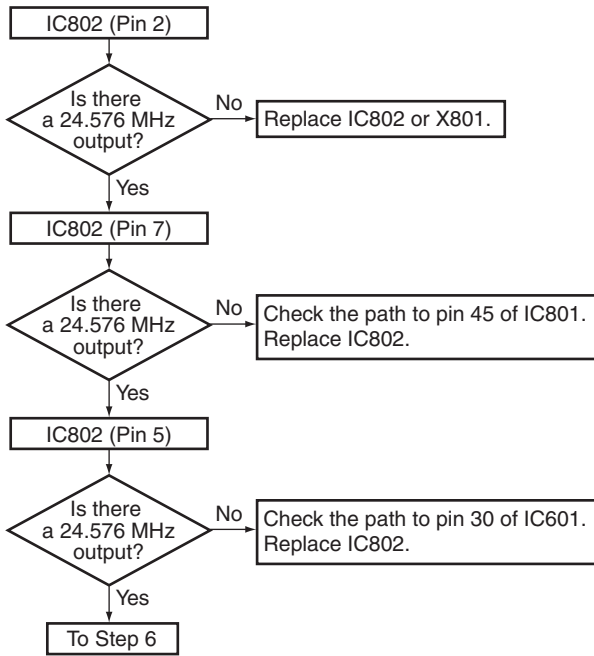 IC802 (Pin 2)
Is there
a 24.576 MHz
output?
No
Replace IC802 or X801.
Yes
IC802 (Pin 7)
Is there
a 24.576 MHz
output?
No
Check the path to pin 45 of IC801.
Replace IC802.
Yes
IC802 (Pin 5)
Is there
a 24.576 MHz
output?
No
Check the path to pin 30 of IC601.
Replace IC802.
Yes
To Step 6